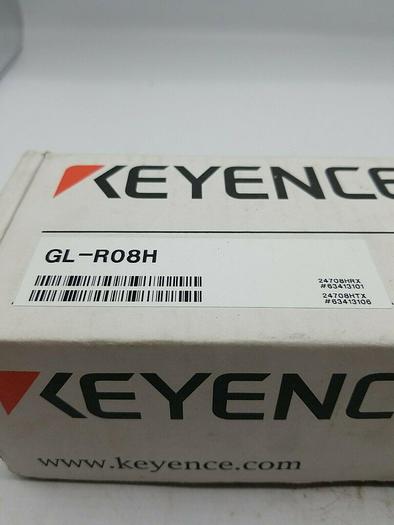 KEYENCE
GL-R08H
24708HRX
#63413101
24708HTX
#63413106
KEYENCE
www.keyence.com